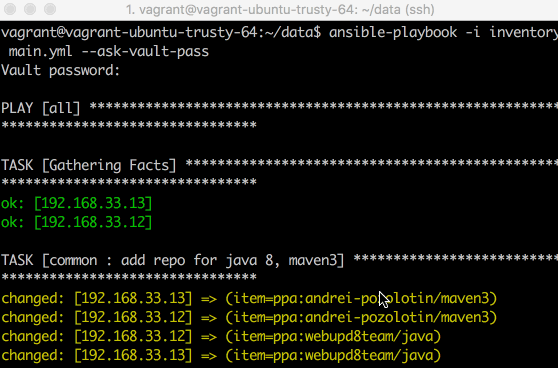 1. vagrant@vagrant-ubuntu-trusty-64: ~/data (ssh)
vagrant@vagrant-ubuntu-trusty-64:~/data$ ansible-playbook -i inventory
main.yml --ask-vault-pass
Vault password:
PLAY [all] **********************************************************
********************************
TASK [Gathering Facts] **********************************************
********************************
ok: [192.168.33.13]
ok: [192.168.33.12]
TASK [common : add repo for java 8, maven3] *************************
********************************
changed: [192.168.33.13] => (item=ppa:andrei-pozolotin/maven3)
changed: [192.168.33.12] => (item=ppa:andrei-pozolotin/maven3)
changed: [192.168.33.12] => (item=ppa:webupd8team/java)
changed: [192.168.33.13] => (item=ppa:webupd8team/java)